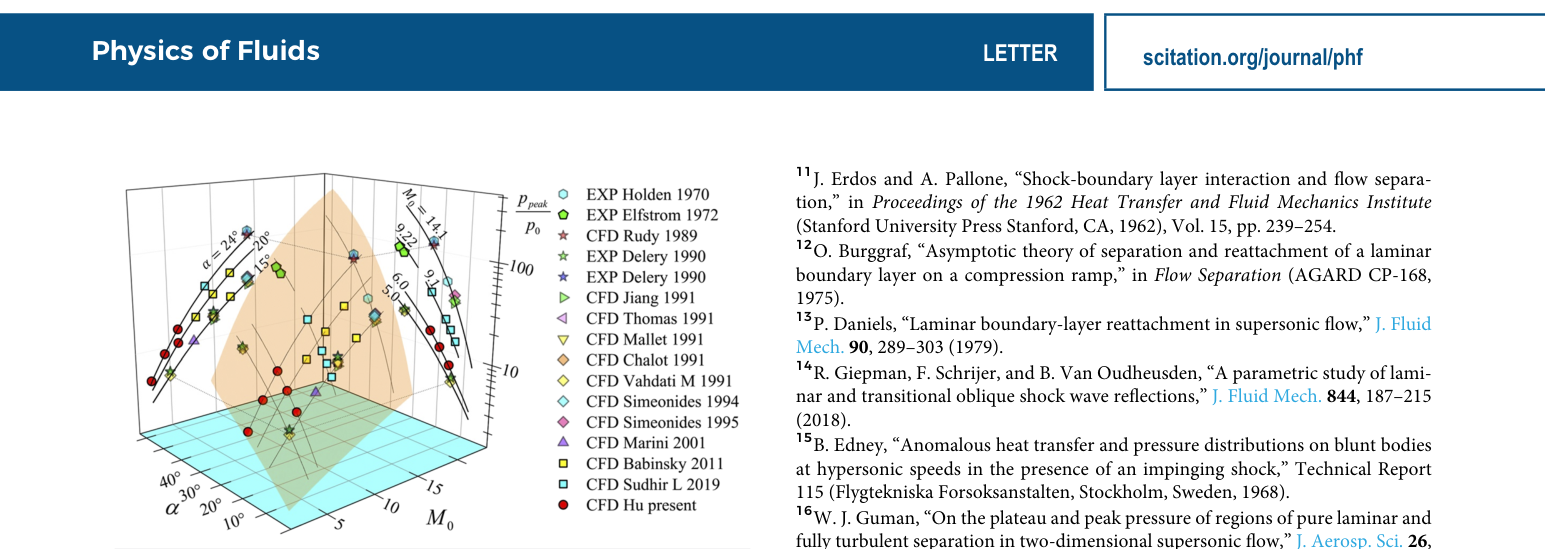 Physics of Fluids
LETTER
scitation.org/journal/phf
α = 24°
20°
15°
M0 = 14.1
9.22
9.1
6.0
5.0
ppeak
p0
100
10
40°
30°
20°
10°
α
5
10
15
M0
EXP Holden 1970
EXP Elfstrom 1972
CFD Rudy 1989
EXP Delery 1990
EXP Delery 1990
CFD Jiang 1991
CFD Thomas 1991
CFD Mallet 1991
CFD Chalot 1991
CFD Vahdati M 1991
CFD Simeonides 1994
CFD Simeonides 1995
CFD Marini 2001
CFD Babinsky 2011
CFD Sudhir L 2019
CFD Hu present
11J. Erdos and A. Pallone, “Shock-boundary layer interaction and flow separa-
tion,” in Proceedings of the 1962 Heat Transfer and Fluid Mechanics Institute
(Stanford University Press Stanford, CA, 1962), Vol. 15, pp. 239–254.
12O. Burggraf, “Asymptotic theory of separation and reattachment of a laminar
boundary layer on a compression ramp,” in Flow Separation (AGARD CP-168,
1975).
13P. Daniels, “Laminar boundary-layer reattachment in supersonic flow,” J. Fluid
Mech. 90, 289–303 (1979).
14R. Giepman, F. Schrijer, and B. Van Oudheusden, “A parametric study of lami-
nar and transitional oblique shock wave reflections,” J. Fluid Mech. 844, 187–215
(2018).
15B. Edney, “Anomalous heat transfer and pressure distributions on blunt bodies
at hypersonic speeds in the presence of an impinging shock,” Technical Report
115 (Flygtekniska Forsoksanstalten, Stockholm, Sweden, 1968).
16W. J. Guman, “On the plateau and peak pressure of regions of pure laminar and
fully turbulent separation in two-dimensional supersonic flow,” J. Aerosp. Sci. 26,